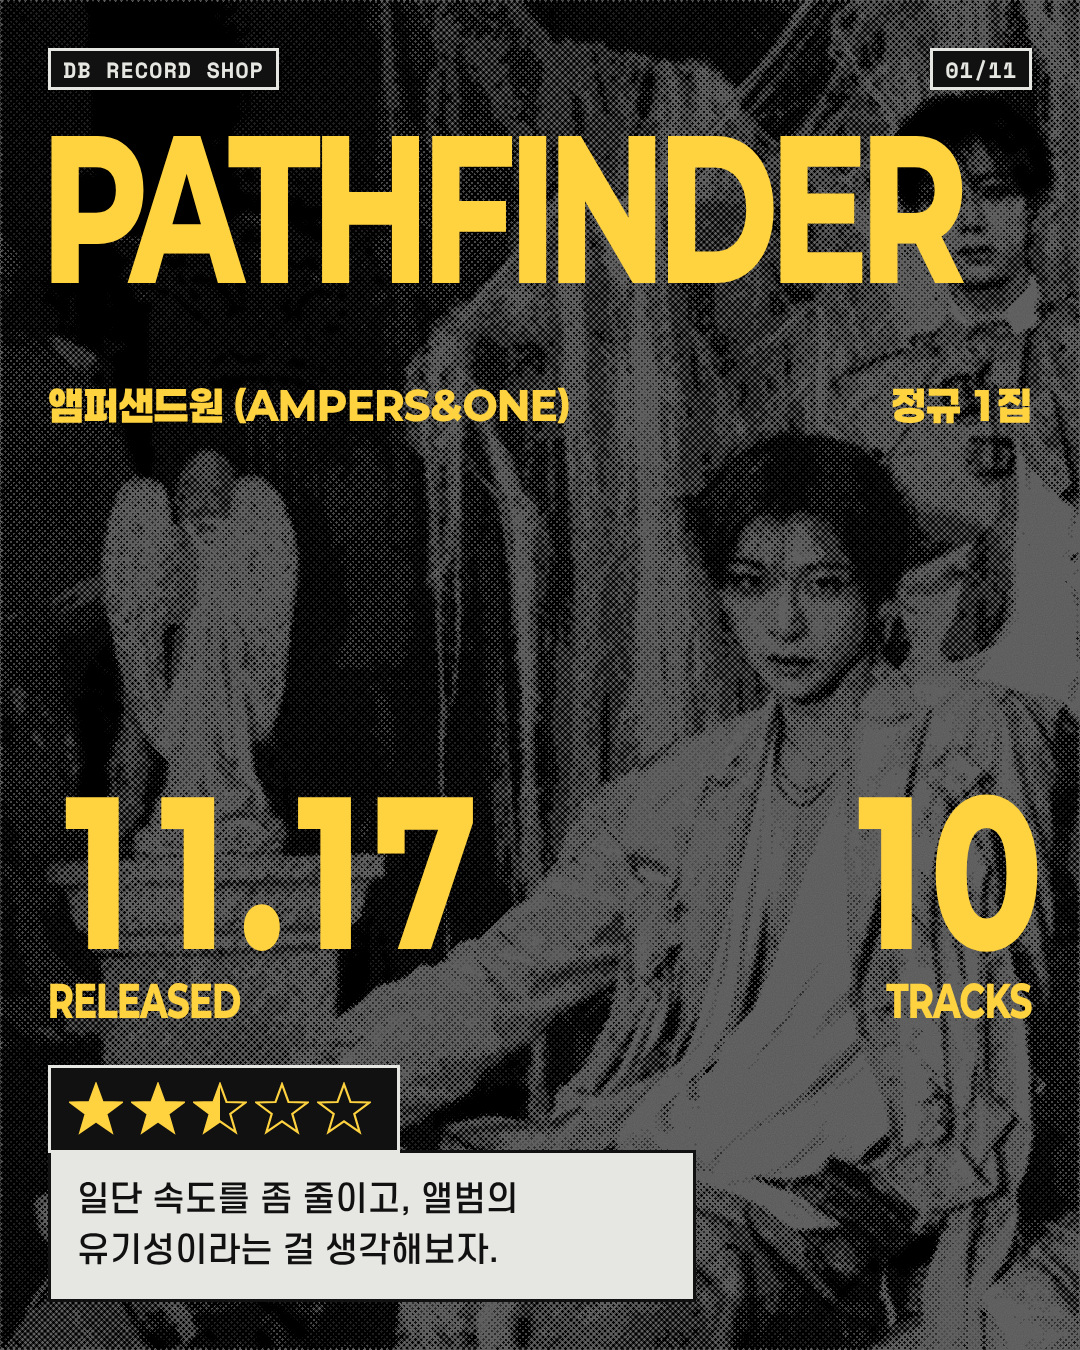 DB RECORD SHOP
01/11
PATHFINDER
앰퍼샌드원 (AMPERS&ONE)
정규 1집
11.17
10
RELEASED
TRACKS
일단 속도를 좀 줄이고, 앨범의
유기성이라는 걸 생각해보자.